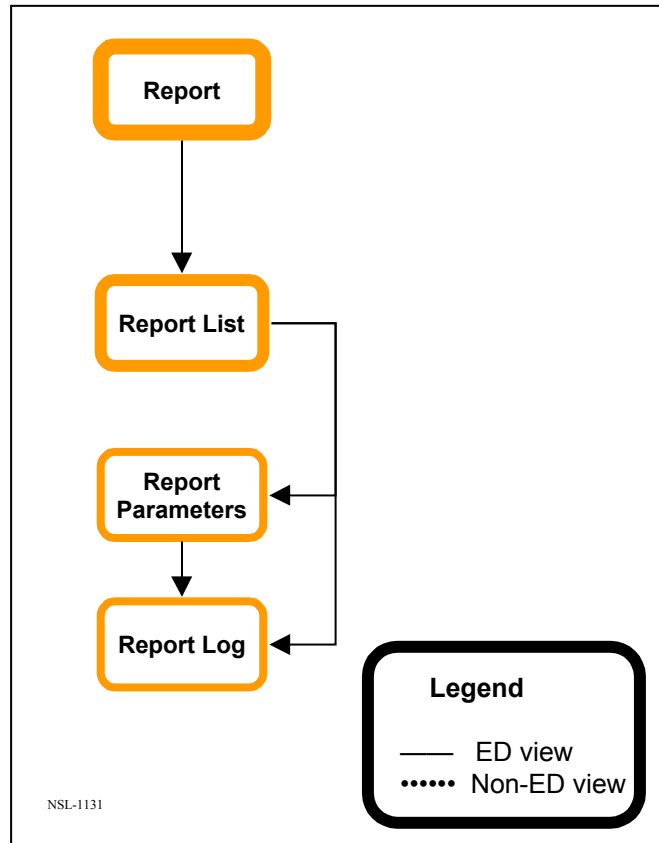 Report
Report List
Report
Parameters
Report Log
Legend
ED view
Non-ED view
NSL-1131